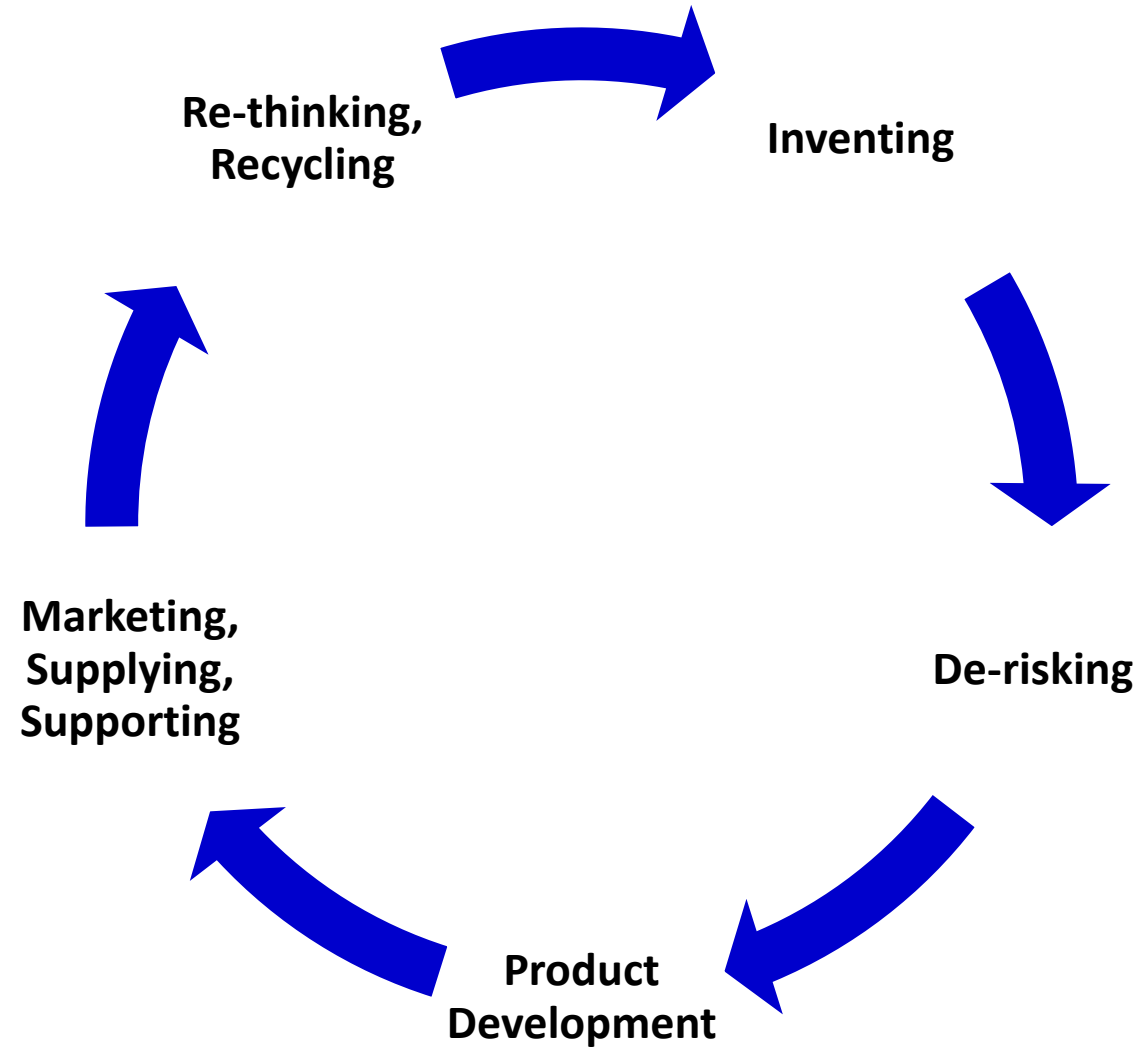 Re-thinking,
Recycling
Inventing
De-risking
Product
Development
Marketing,
Supplying,
Supporting